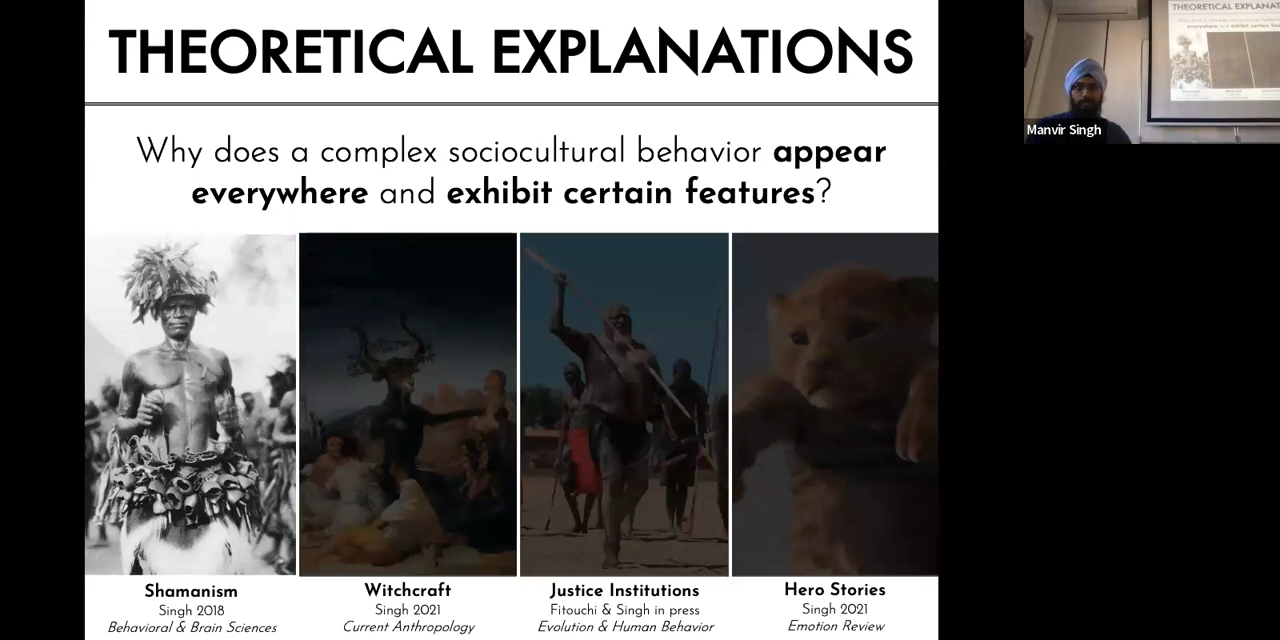 THEORETICAL EXPLANATIONS
Why does a complex sociocultural behavior appear
everywhere and exhibit certain features?
Shamanism
Singh 2018
Behavioral & Brain Sciences
Witchcraft
Singh 2021
Current Anthropology
Justice Institutions
Fitouchi & Singh in press
Evolution & Human Behavior
Hero Stories
Singh 2021
Emotion Review
THEORETICAL EXPLANAT
Manvir Singh